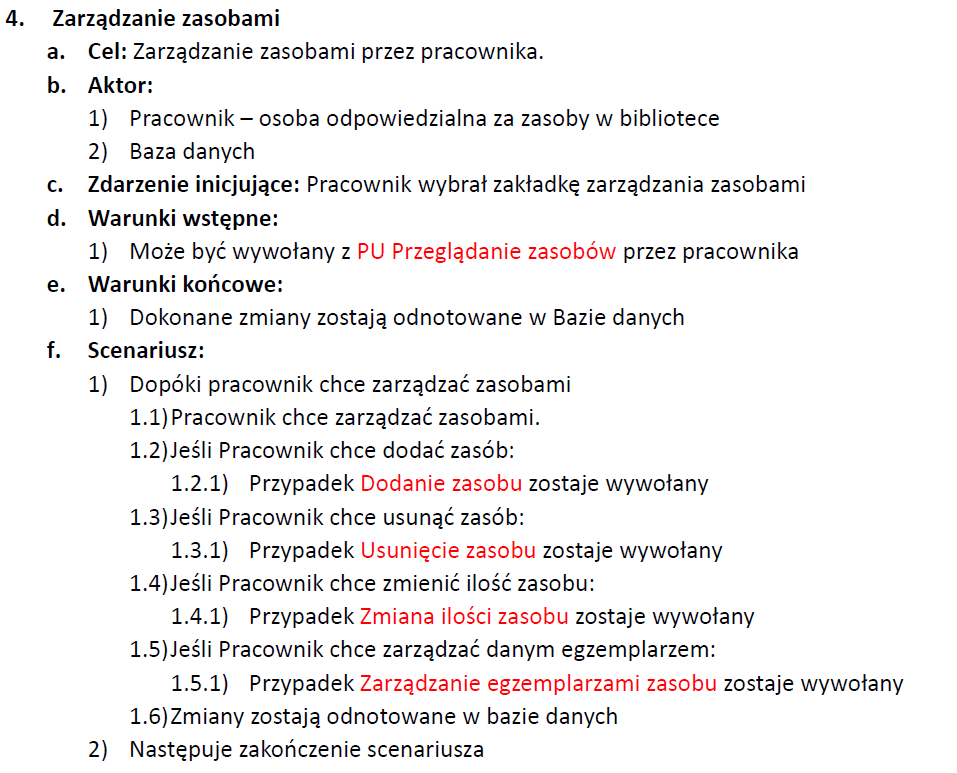 4. Zarządzanie zasobami
a. Cel: Zarządzanie zasobami przez pracownika.
b. Aktor:
1) Pracownik – osoba odpowiedzialna za zasoby w bibliotece
2) Baza danych
c. Zdarzenie inicjujące: Pracownik wybrał zakładkę zarządzania zasobami
d. Warunki wstępne:
1) Może być wywołany z PU Przeglądanie zasobów przez pracownika
e. Warunki końcowe:
1) Dokonane zmiany zostają odnotowane w Bazie danych
f. Scenariusz:
1) Dopóki pracownik chce zarządzać zasobami
1.1)Pracownik chce zarządzać zasobami.
1.2)Jeśli Pracownik chce dodać zasób:
1.2.1) Przypadek Dodanie zasobu zostaje wywołany
1.3)Jeśli Pracownik chce usunąć zasób:
1.3.1) Przypadek Usunięcie zasobu zostaje wywołany
1.4)Jeśli Pracownik chce zmienić ilość zasobu:
1.4.1) Przypadek Zmiana ilości zasobu zostaje wywołany
1.5)Jeśli Pracownik chce zarządzać danym egzemplarzem:
1.5.1) Przypadek Zarządzanie egzemplarzami zasobu zostaje wywołany
1.6)Zmiany zostają odnotowane w bazie danych
2) Następuje zakończenie scenariusza